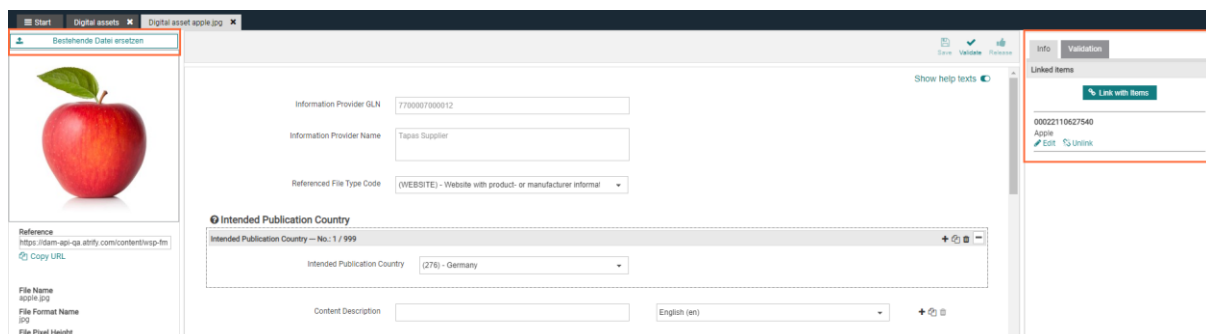 Start Digital assets Digital asset apple.jpg
Bestehende Datei ersetzen
Save Validate Release
Show help texts
Information Provider GLN 7700007000012
Information Provider Name Tapas Supplier
Referenced File Type Code (WEBSITE) - Website with product- or manufacturer informat
Intended Publication Country
Intended Publication Country — No.: 1 / 999
Intended Publication Country (276) - Germany
Content Description English (en)
Reference
https://dam-api-qa.atrify.com/content/wsp-fm
Copy URL
File Name
apple.jpg
File Format Name
jpg
File Pixel Height
Info Validation
Linked items
Link with Items
00022110627540
Apple
Edit Unlink